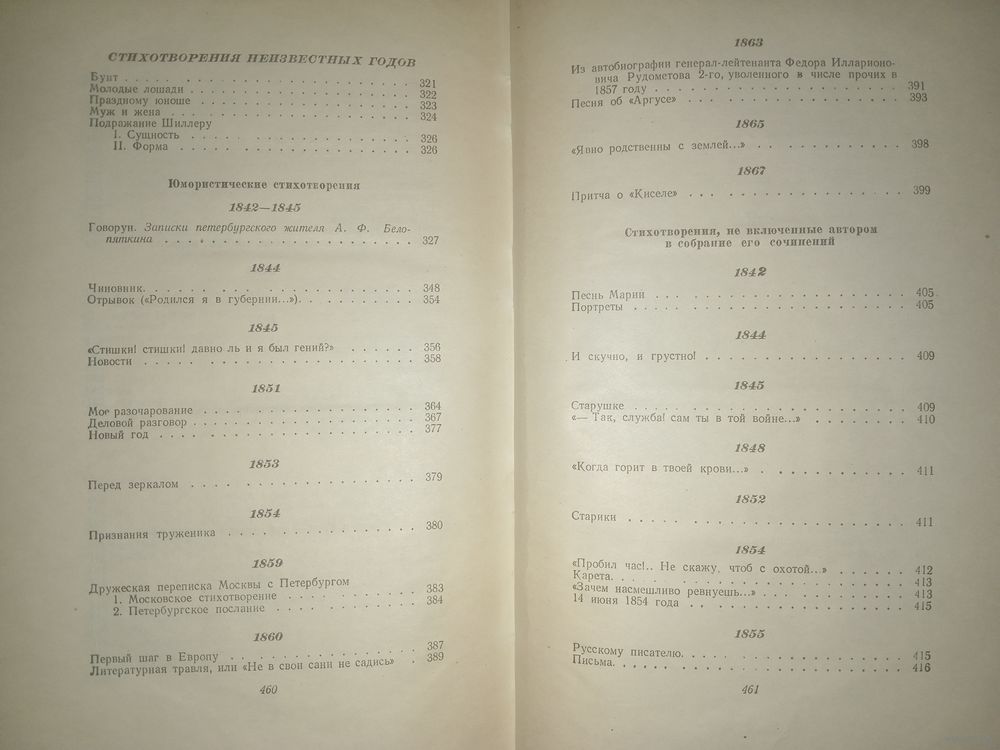 СТИХОТВОРЕНИЯ НЕИЗВЕСТНЫХ ГОДОВ
Бунт . . . . . . . . . . . . . . . . . . . . . 321
Молодые лошади . . . . . . . . . . . . . . . . 322
Праздному юноше . . . . . . . . . . . . . . . 323
Муж и жена . . . . . . . . . . . . . . . . . . 324
Подражание Шиллеру
I. Сущность . . . . . . . . . . . . . . . . . 326
II. Форма . . . . . . . . . . . . . . . . . . 326
Юмористические стихотворения
1842—1845
Говорун. Записки петербургского жителя А. Ф. Бело-
пяткина . . . . . . . . . . . . . . . . . . . 327
1844
Чиновник. . . . . . . . . . . . . . . . . . . 348
Отрывок («Родился я в губернии...»). . . . . . . . . . 354
1845
«Стишки! стишки! давно ль и я был гений?» . . . . . . 356
Новости . . . . . . . . . . . . . . . . . . . 358
1851
Мое разочарование . . . . . . . . . . . . . . 364
Деловой разговор . . . . . . . . . . . . . . . 367
Новый год . . . . . . . . . . . . . . . . . . 377
1853
Перед зеркалом . . . . . . . . . . . . . . . . 379
1854
Признания труженика . . . . . . . . . . . . . 380
1859
Дружеская переписка Москвы с Петербургом
1. Московское стихотворение . . . . . . . . . 383
2. Петербургское послание . . . . . . . . . . 384
1860
Первый шаг в Европу . . . . . . . . . . . . . 387
Литературная травля, или «Не в свои сани не садись» . 389
460
1863
Из автобиографии генерал-лейтенанта Федора Илларионо-
вича Рудометова 2-го, уволенного в числе прочих в
1857 году . . . . . . . . . . . . . . . . . . 391
Песня об «Аргусе» . . . . . . . . . . . . . . 393
1865
«Явно родственны с землей...» . . . . . . . . . . 398
1867
Притча о «Киселе» . . . . . . . . . . . . . . 399
Стихотворения, не включенные автором
в собрание его сочинений
1842
Песнь Марии . . . . . . . . . . . . . . . . . 405
Портреты . . . . . . . . . . . . . . . . . . . 405
1844
И скучно, и грустно! . . . . . . . . . . . . . 409
1845
Старушке . . . . . . . . . . . . . . . . . . . 409
«— Так, служба! сам ты в той войне...» . . . . . . . 410
1848
«Когда горит в твоей крови...» . . . . . . . . . . 411
1852
Старики . . . . . . . . . . . . . . . . . . . 411
1854
«Пробил час!.. Не скажу, чтоб с охотой...» . . . . . . 412
Карета. . . . . . . . . . . . . . . . . . . . 413
«Зачем насмешливо ревнуешь...» . . . . . . . . . . 413
14 июня 1854 года . . . . . . . . . . . . . . 415
1855
Русскому писателю. . . . . . . . . . . . . . . 415
Письма. . . . . . . . . . . . . . . . . . . . 416
461